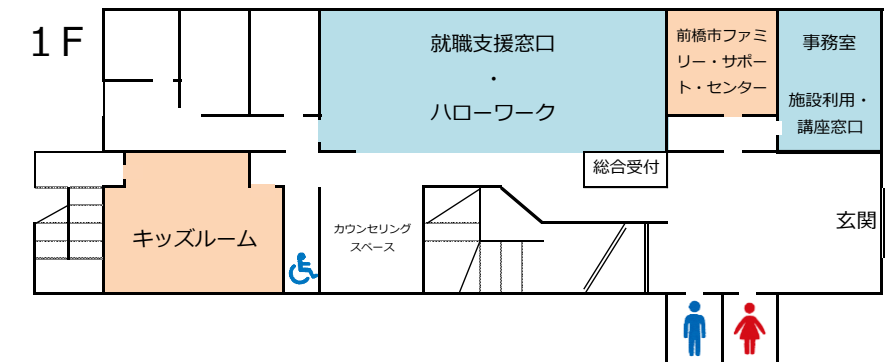 1F
就職支援窓口
・
ハローワーク
前橋市ファミ
リー・サポー
ト・センター
事務室
施設利用・
講座窓口
総合受付
玄関
キッズルーム
カウンセリング
スペース